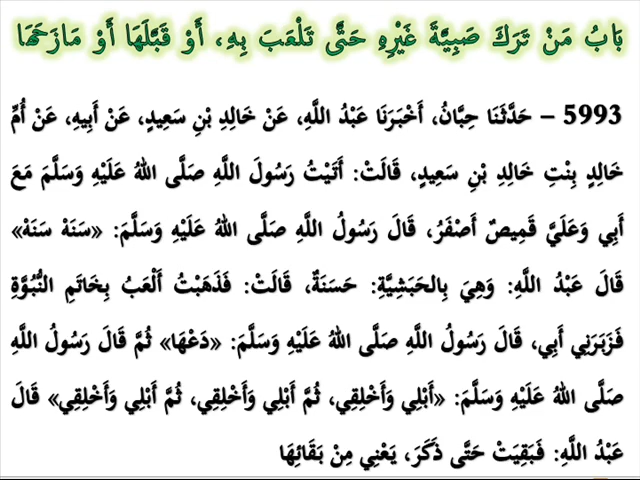 بَابُ مَنْ تَرَكَ صَبِيَّةَ غَيْرِهِ حَتَّى تَلْعَبَ بِهِ، أَوْ قَبَّلَهَا أَوْ مَازَحَهَا
5993 - حَدَّثَنَا حِبَّانُ، أَخْبَرَنَا عَبْدُ اللَّهِ، عَنْ خَالِدِ بْنِ سَعِيدٍ، عَنْ أَبِيهِ، عَنْ أُمِّ
خَالِدٍ بِنْتِ خَالِدِ بْنِ سَعِيدٍ، قَالَتْ: أَتَيْتُ رَسُولَ اللَّهِ صَلَّى اللهُ عَلَيْهِ وَسَلَّمَ مَعَ
أَبِي وَعَلَيَّ قَمِيصٌ أَصْفَرُ، قَالَ رَسُولُ اللَّهِ صَلَّى اللهُ عَلَيْهِ وَسَلَّمَ: «سَنَهْ سَنَهْ»
قَالَ عَبْدُ اللَّهِ: وَهِيَ بِالحَبَشِيَّةِ: حَسَنَةٌ، قَالَتْ: فَذَهَبْتُ أَلْعَبُ بِخَاتَمِ النُّبُوَّةِ
فَزَبَرَنِي أَبِي، قَالَ رَسُولُ اللَّهِ صَلَّى اللهُ عَلَيْهِ وَسَلَّمَ: «دَعْهَا» ثُمَّ قَالَ رَسُولُ اللَّهِ
صَلَّى اللهُ عَلَيْهِ وَسَلَّمَ: «أَبْلِي وَأَخْلِقِي، ثُمَّ أَبْلِي وَأَخْلِقِي، ثُمَّ أَبْلِي وَأَخْلِقِي» قَالَ
عَبْدُ اللَّهِ: فَبَقِيَتْ حَتَّى ذَكَرَ، يَعْنِي مِنْ بَقَائِهَا